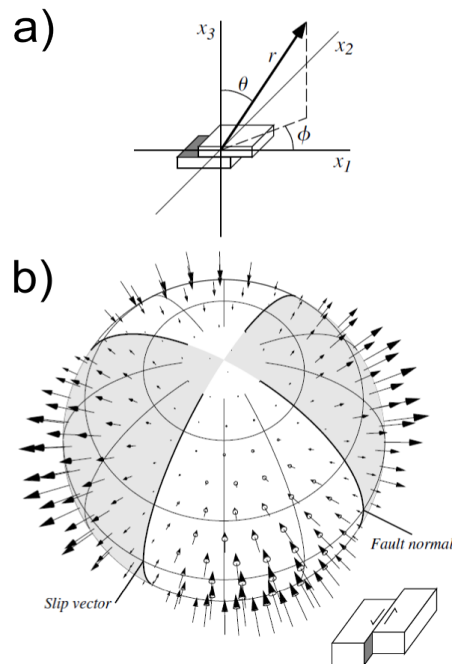 a)
x3
x2
r
θ
ϕ
x1
b)
Fault normal
Slip vector